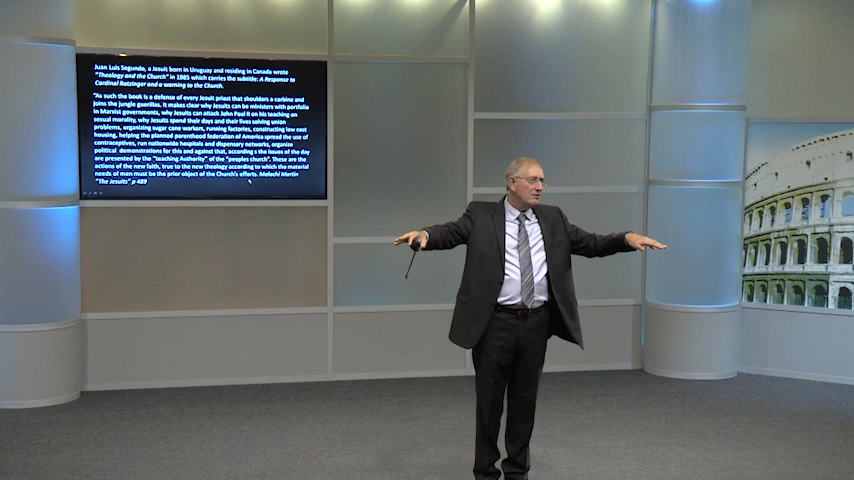 Juan Luis Segundo, a Jesuit born in Uruguay and residing in Canada wrote
"Theology and the Church" in 1985 which carries the subtitle: A Response to
Cardinal Ratzinger and a warning to the Church.
"As such the book is a defense of every Jesuit priest that shoulders a carbine and
joins the jungle guerillas. It makes clear why Jesuits can be ministers with portfolio
in Marxist governments, why Jesuits can attack John Paul II on his teaching on
sexual morality, why Jesuits spend their days and their lives solving union
problems, organizing sugar cane workers, running factories, constructing low cost
housing, helping the planned parenthood federation of America spread the use of
contraceptives, run nationwide hospitals and dispensary networks, organize
political demonstrations for this and against that, according s the issues of the day
are presented by the "teaching Authority" of the "peoples church". These are the
actions of the new faith, true to the new theology according to which the material
needs of men must be the prior object of the Church's efforts. Malachi Martin
"The Jesuits" p 489